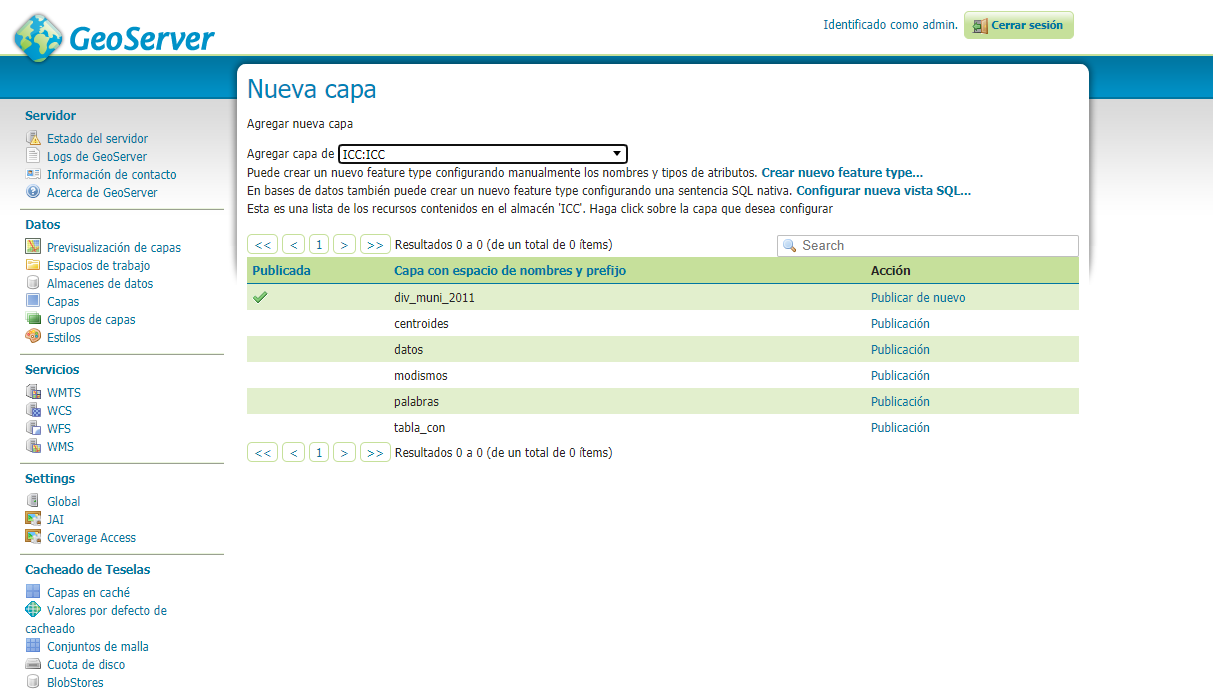 GeoServer
Identificado como admin.
Cerrar sesión
Servidor
Estado del servidor
Logs de GeoServer
Información de contacto
Acerca de GeoServer
Datos
Previsualización de capas
Espacios de trabajo
Almacenes de datos
Capas
Grupos de capas
Estilos
Servicios
WMTS
WCS
WFS
WMS
Settings
Global
JAI
Coverage Access
Cacheado de Teselas
Capas en caché
Valores por defecto de
cacheado
Conjuntos de malla
Cuota de disco
BlobStores
Nueva capa
Agregar nueva capa
Agregar capa de ICC:ICC
Puede crear un nuevo feature type configurando manualmente los nombres y tipos de atributos. Crear nuevo feature type...
En bases de datos también puede crear un nuevo feature type configurando una sentencia SQL nativa. Configurar nueva vista SQL...
Esta es una lista de los recursos contenidos en el almacén 'ICC'. Haga click sobre la capa que desea configurar
<< < 1 > >> Resultados 0 a 0 (de un total de 0 ítems) Search
Publicada Capa con espacio de nombres y prefijo Acción
div_muni_2011 Publicar de nuevo
centroides Publicación
datos Publicación
modismos Publicación
palabras Publicación
tabla_con Publicación
<< < 1 > >> Resultados 0 a 0 (de un total de 0 ítems)